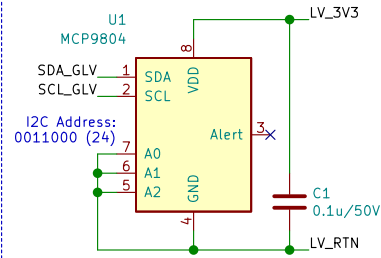 U1
MCP9804
LV_3V3
8
VDD
SDA_GLV
1
SDA
SCL_GLV
2
SCL
I2C Address:
0011000 (24)
Alert
3
7
A0
6
A1
5
A2
GND
4
C1
0.1u/50V
LV_RTN